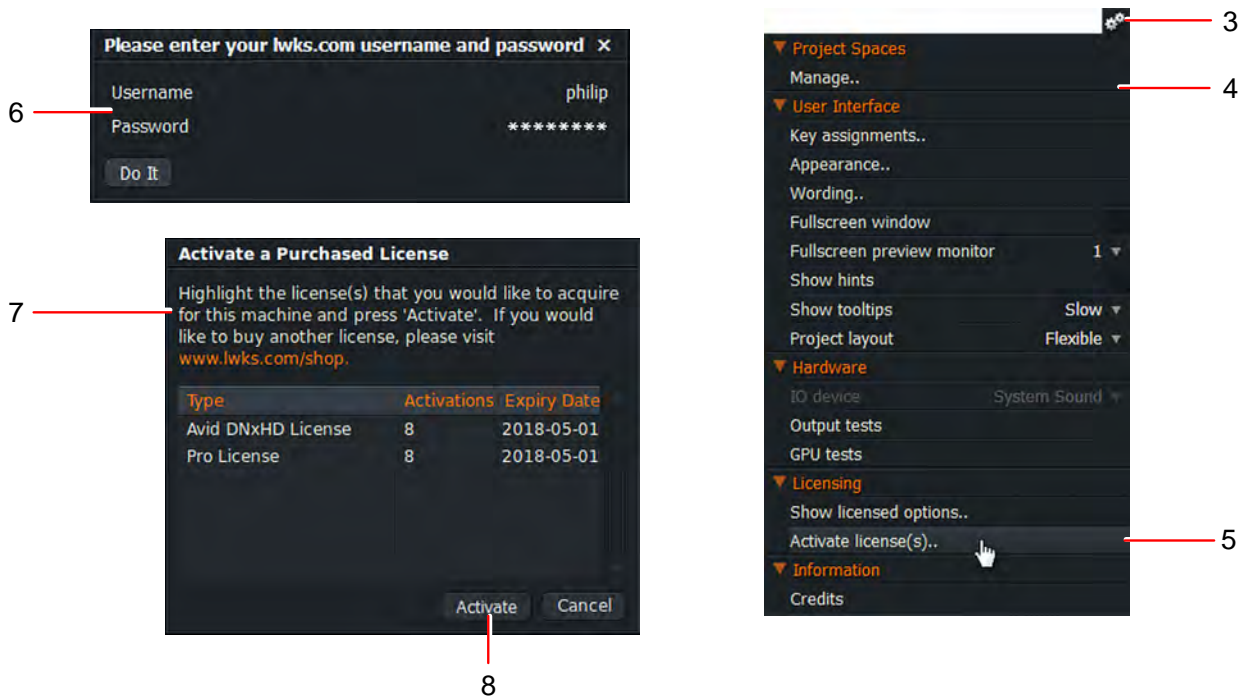 Please enter your lwks.com username and password ×
Username philip
Password ********
Do It
6
Activate a Purchased License
Highlight the license(s) that you would like to acquire
for this machine and press 'Activate'. If you would
like to buy another license, please visit
www.lwks.com/shop.
Type Activations Expiry Date
Avid DNxHD License 8 2018-05-01
Pro License 8 2018-05-01
Activate Cancel
7
8
3
Project Spaces
Manage..
4
User Interface
Key assignments..
Appearance..
Wording..
Fullscreen window
Fullscreen preview monitor 1
Show hints
Show tooltips Slow
Project layout Flexible
Hardware
IO device System Sound
Output tests
GPU tests
Licensing
Show licensed options..
Activate license(s)..
5
Information
Credits